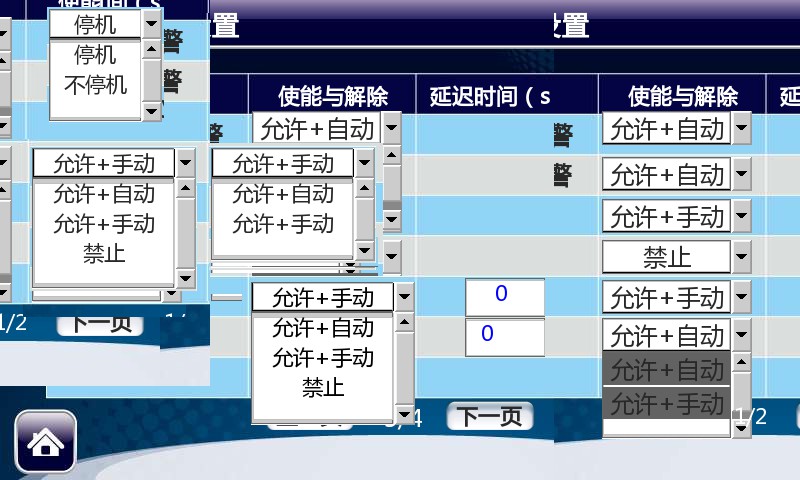 停机
停机
不停机
警
警
置
设置
使能与解除
延迟时间（s
使能与解除
允许+自动
警
警
允许+自动
允许+自动
允许+手动
禁止
允许+手动
允许+自动
允许+自动
允许+手动
允许+手动
允许+自动
允许+手动
禁止
允许+手动
允许+自动
允许+手动
允许+手动
允许+自动
允许+手动
禁止
0
0
1/2
下一页
下一页
1/2